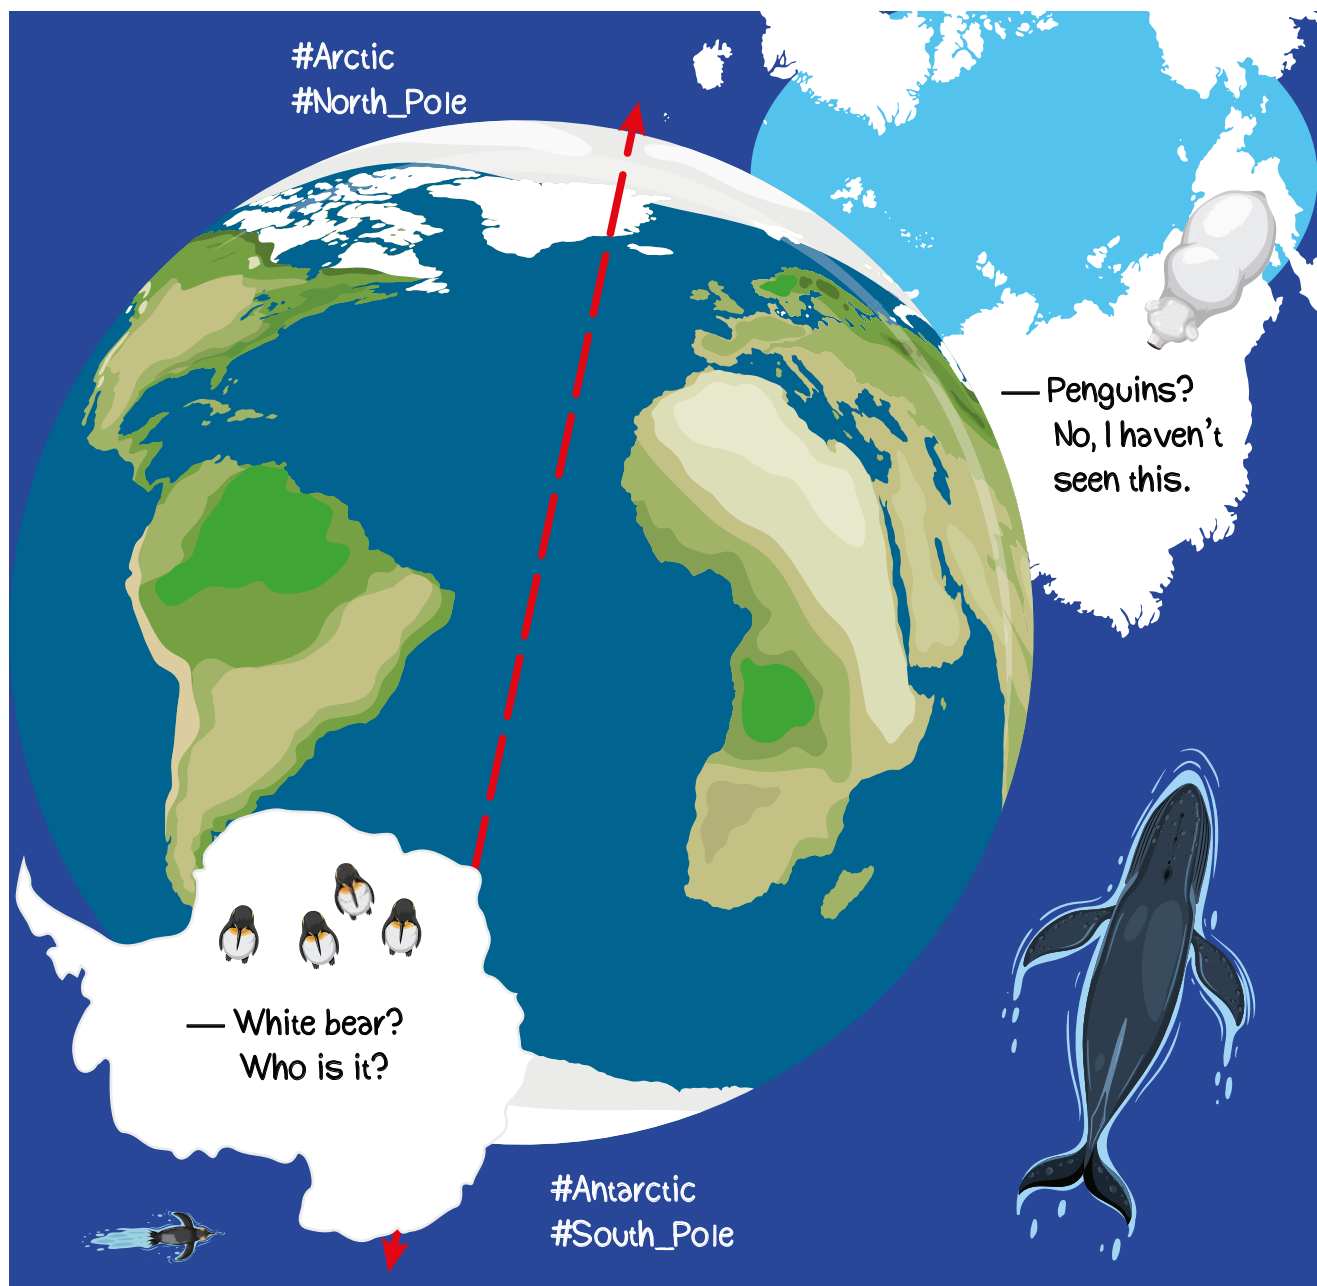 #Arctic
#North_Pole
— Penguins?
No, I haven't
seen this.
— White bear?
Who is it?
#Antarctic
#South_Pole